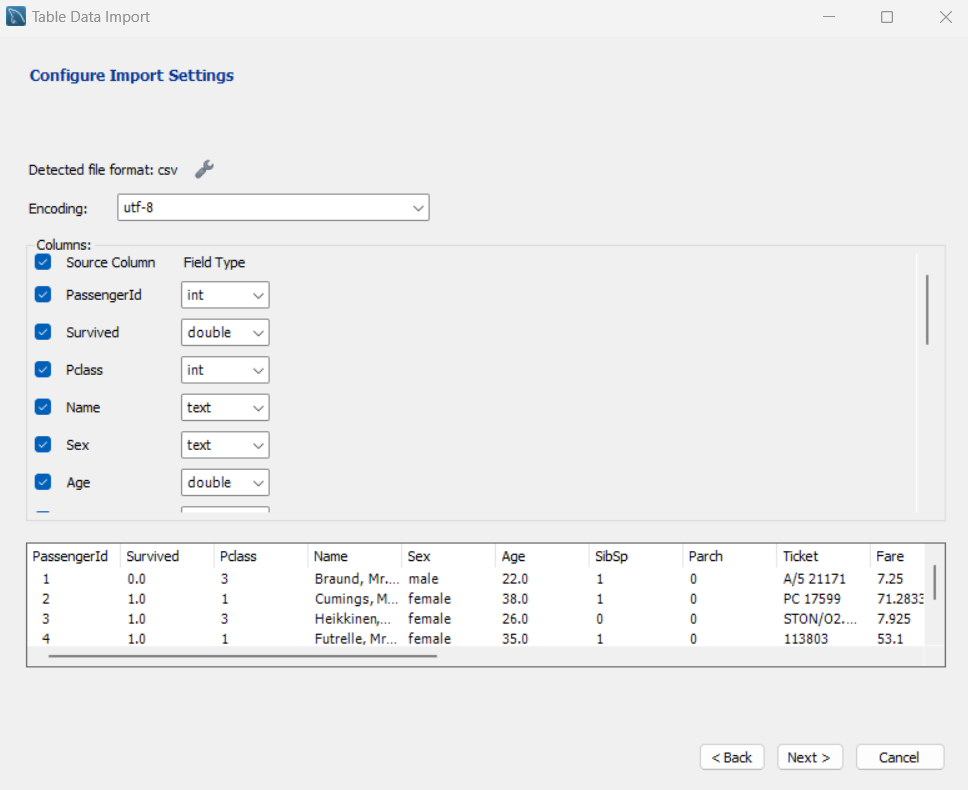 Table Data Import
Configure Import Settings
Detected file format: csv
Encoding: utf-8
Columns:
Source Column Field Type
PassengerId int
Survived double
Pclass int
Name text
Sex text
Age double
PassengerId Survived Pclass Name Sex Age SibSp Parch Ticket Fare
1 0.0 3 Braund, Mr.... male 22.0 1 0 A/5 21171 7.25
2 1.0 1 Cumings, M... female 38.0 1 0 PC 17599 71.2833
3 1.0 3 Heikkinen,... female 26.0 0 0 STON/O2.... 7.925
4 1.0 1 Futrelle, Mr... female 35.0 1 0 113803 53.1
< Back Next > Cancel